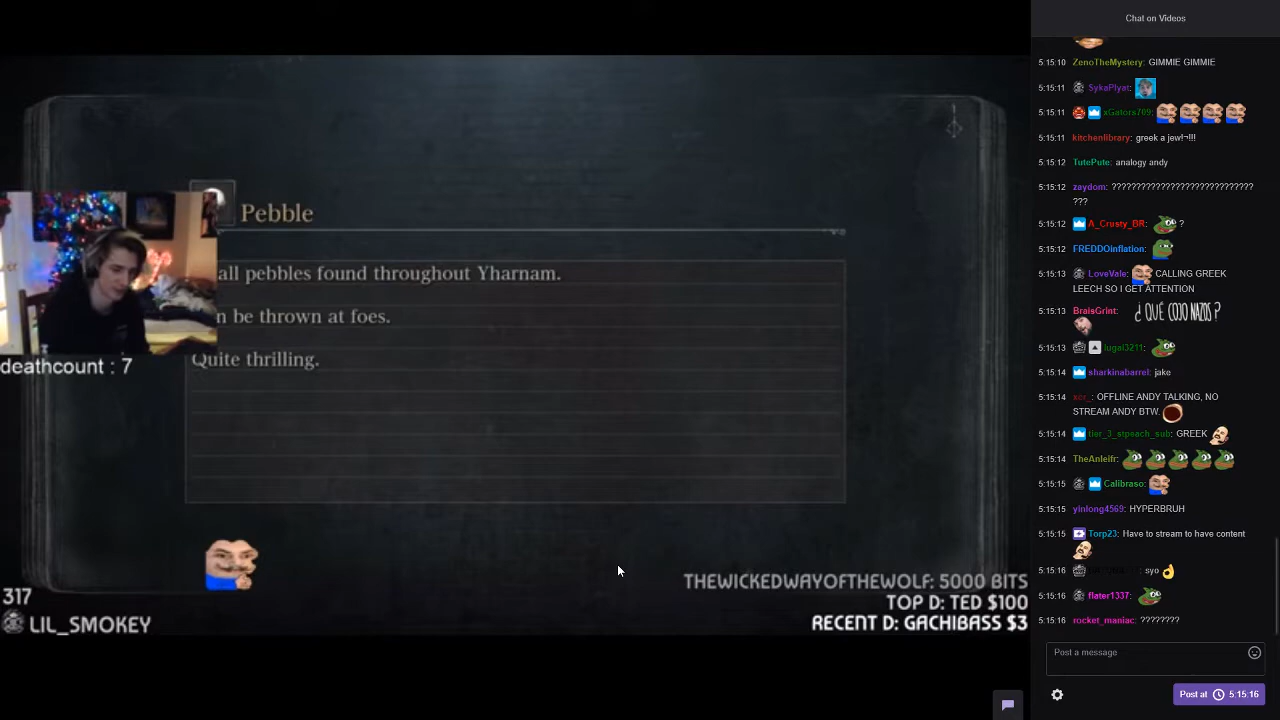 Pebble
all pebbles found throughout Yharnam.
n be thrown at foes.
Quite thrilling.
deathcount : 7
317
LIL_SMOKEY
THEWICKEDWAYOFTHEWOLF: 5000 BITS
TOP D: TED $100
RECENT D: GACHIBASS $3
Chat on Videos
5:15:10 ZenoTheMystery: GIMMIE GIMMIE
5:15:11 SykaPlyat:
5:15:11 xGators709:
5:15:11 kitchenlibrary: greek a jew!¬!!!
5:15:12 TutePute: analogy andy
5:15:12 zaydom: ????????????????????????????
???
5:15:12 A_Crusty_BR: ?
5:15:12 FREDDOinflation:
5:15:13 LoveVale: CALLING GREEK
LEECH SO I GET ATTENTION
5:15:13 BraisGrint: ¿QUÉ COJONAZOS?
5:15:13 lugal3211:
5:15:14 sharkinabarrel: jake
5:15:14 xcr_: OFFLINE ANDY TALKING, NO
STREAM ANDY BTW.
5:15:14 tier_3_stpeach_sub: GREEK
5:15:14 TheAnleifr:
5:15:15 Calibraso:
5:15:15 yinlong4569: HYPERBRUH
5:15:15 Torp23: Have to stream to have content
5:15:16 : syo
5:15:16 flater1337:
5:15:16 rocket_maniac: ????????
Post a message
Post at 5:15:16